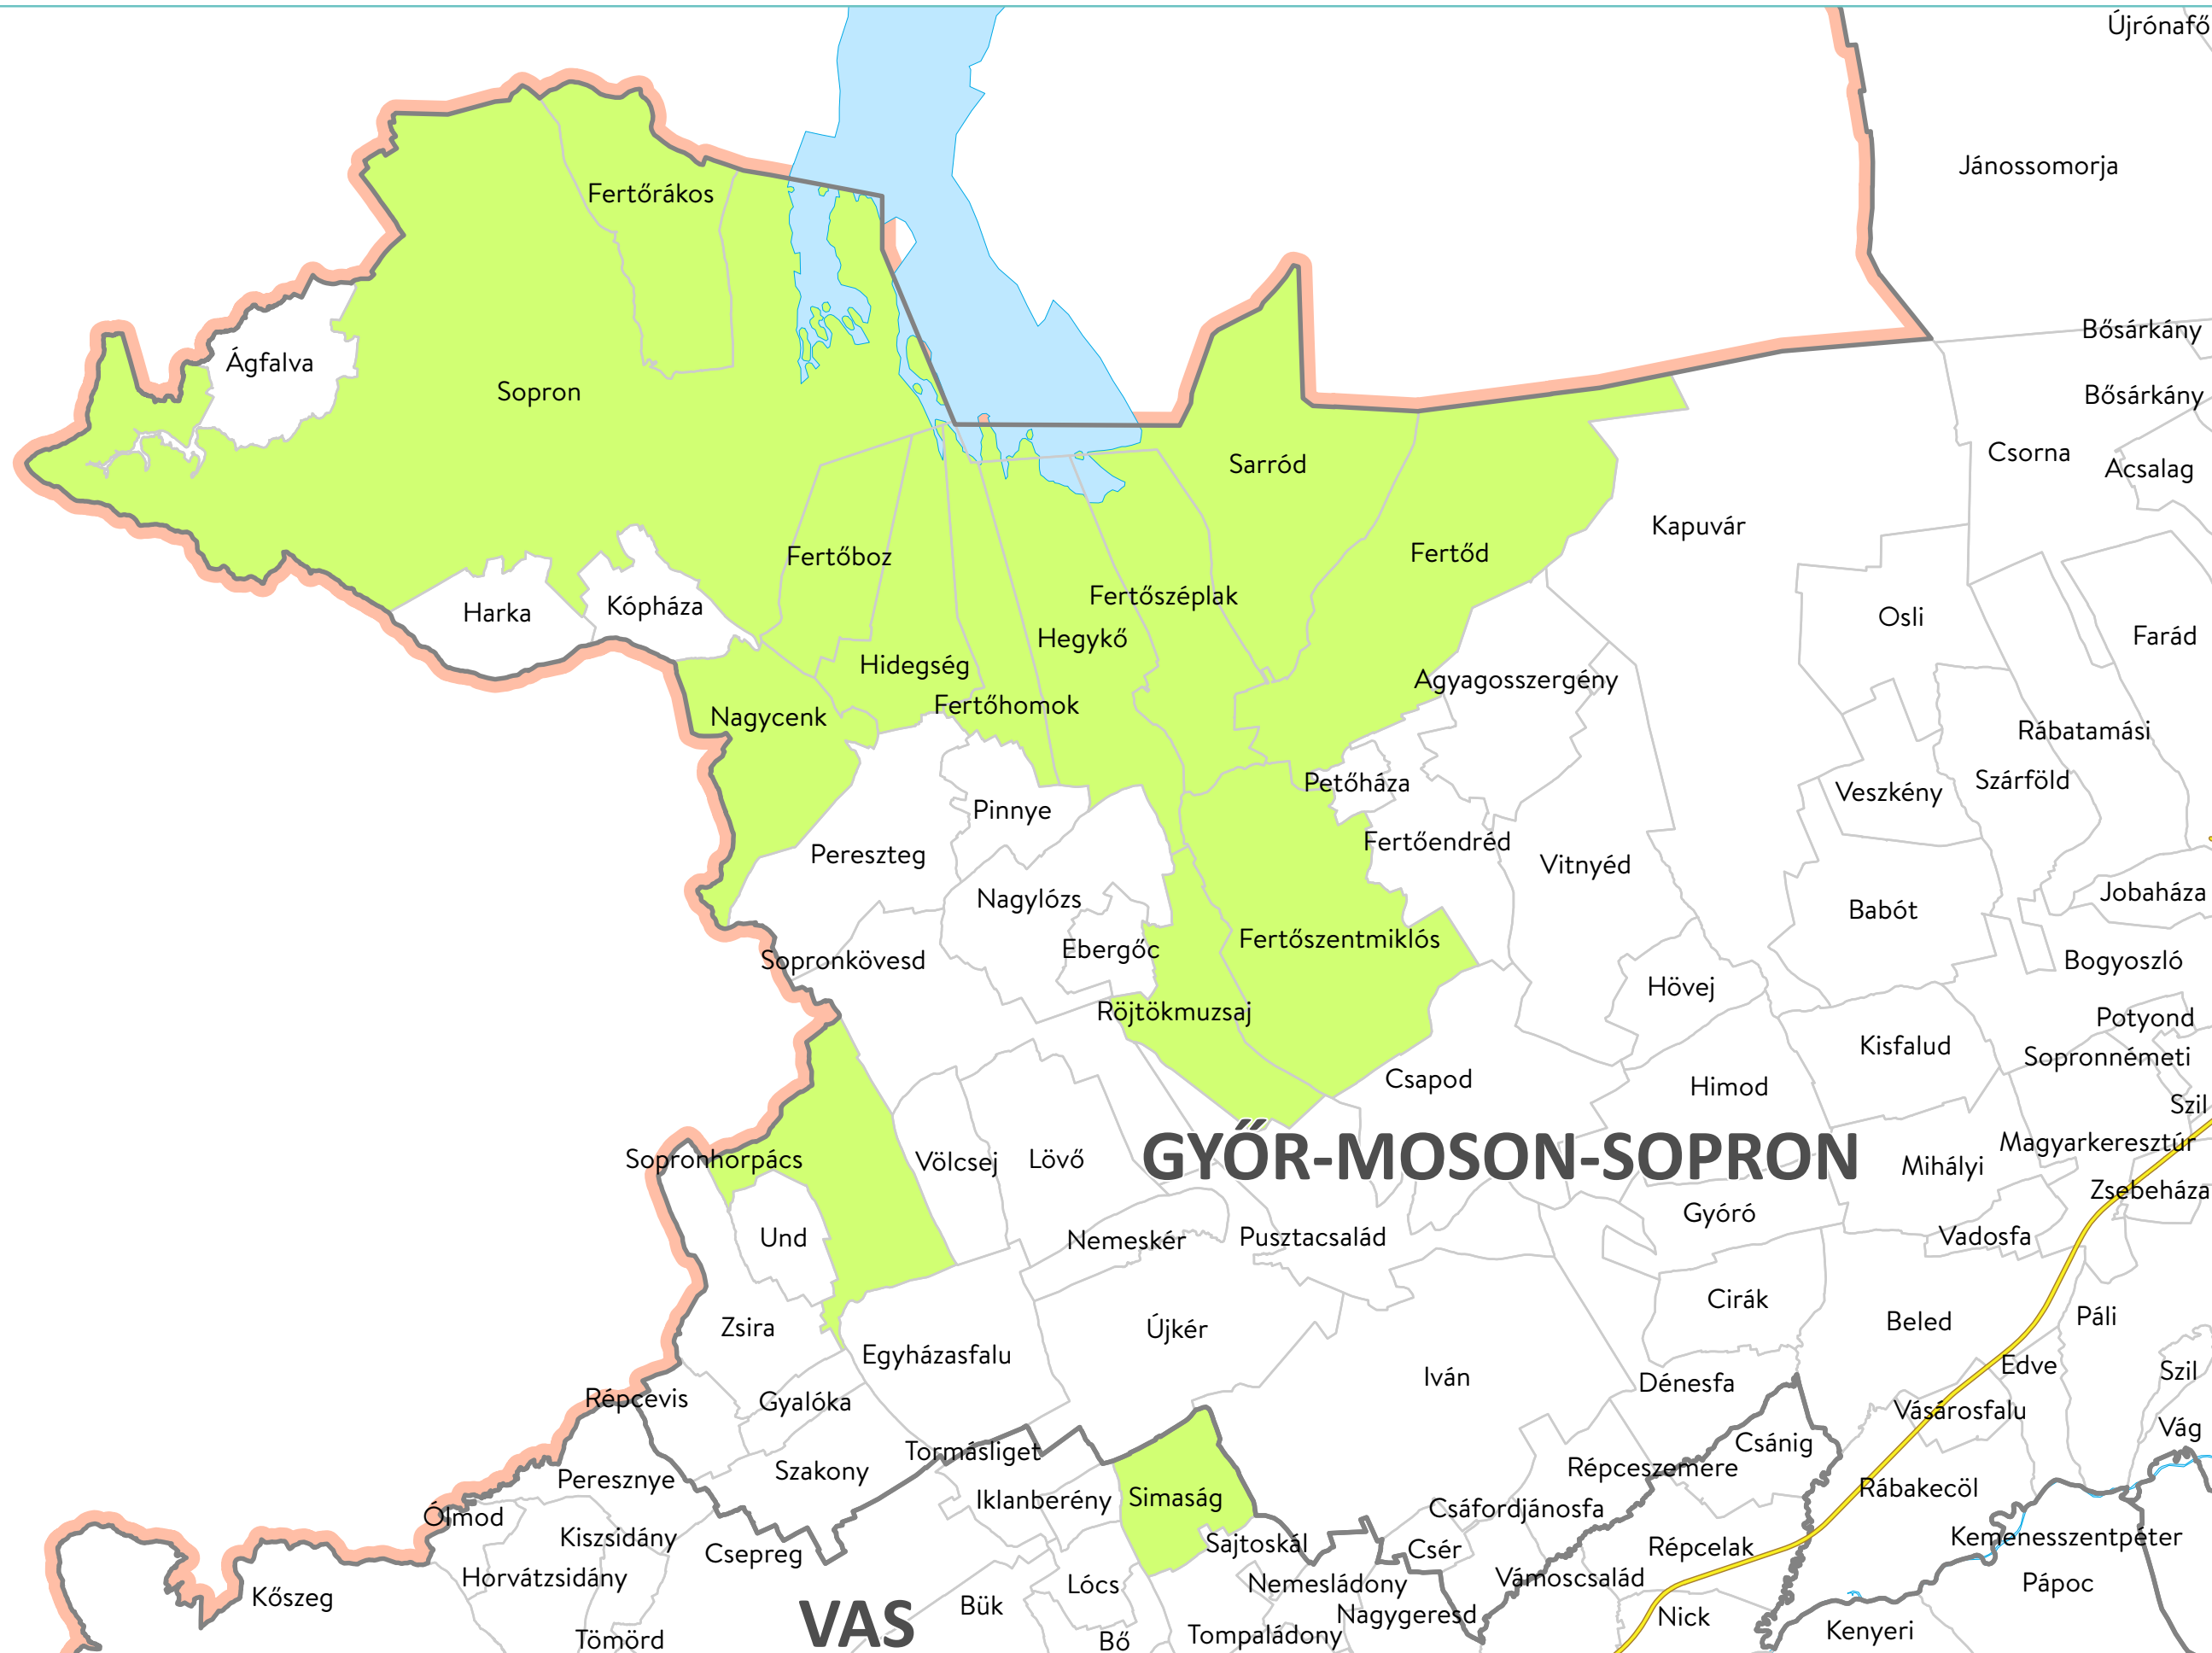 Újrónafő
Jánossomorja
Fertőrákos
Bősárkány
Ágfalva
Sopron
Bősárkány
Csorna
Sarród
Acsalag
Kapuvár
Fertőboz
Fertőd
Fertőszéplak
Harka
Kópháza
Osli
Hegykő
Farád
Hidegség
Agyagosszergény
Fertőhomok
Nagycenk
Rábatamási
Petőháza
Szárföld
Veszkény
Pinnye
Fertőendréd
Pereszteg
Vitnyéd
Jobaháza
Nagylózs
Babót
Fertőszentmiklós
Ebergőc
Sopronkövesd
Bogyoszló
Hövej
Röjtökmuzsaj
Potyond
Kisfalud
Sopronnémeti
Csapod
Himod
Szil
GYŐR-MOSON-SOPRON
Magyarkeresztúr
Sopronhorpács
Völcsej
Lövő
Mihályi
Zsebeháza
Gyóró
Und
Nemeskér
Pusztacsalád
Vadosfa
Cirák
Páli
Beled
Zsira
Újkér
Egyházasfalu
Edve
Iván
Szil
Dénesfa
Répcevis
Gyalóka
Vásárosfalu
Vág
Csánig
Tormásliget
Szakony
Répceszemere
Peresznye
Rábakecöl
Iklanberény
Simaság
Csáfordjánosfa
Ólmod
Kiszsidány
Kemenesszentpéter
Sajtoskál
Csér
Répcelak
Csepreg
Horvátzsidány
Vámoscsalád
Lócs
Nemesládony
Pápoc
Kőszeg
Bük
Nagygeresd
Nick
VAS
Kenyeri
Tömörd
Bő
Tompaládony